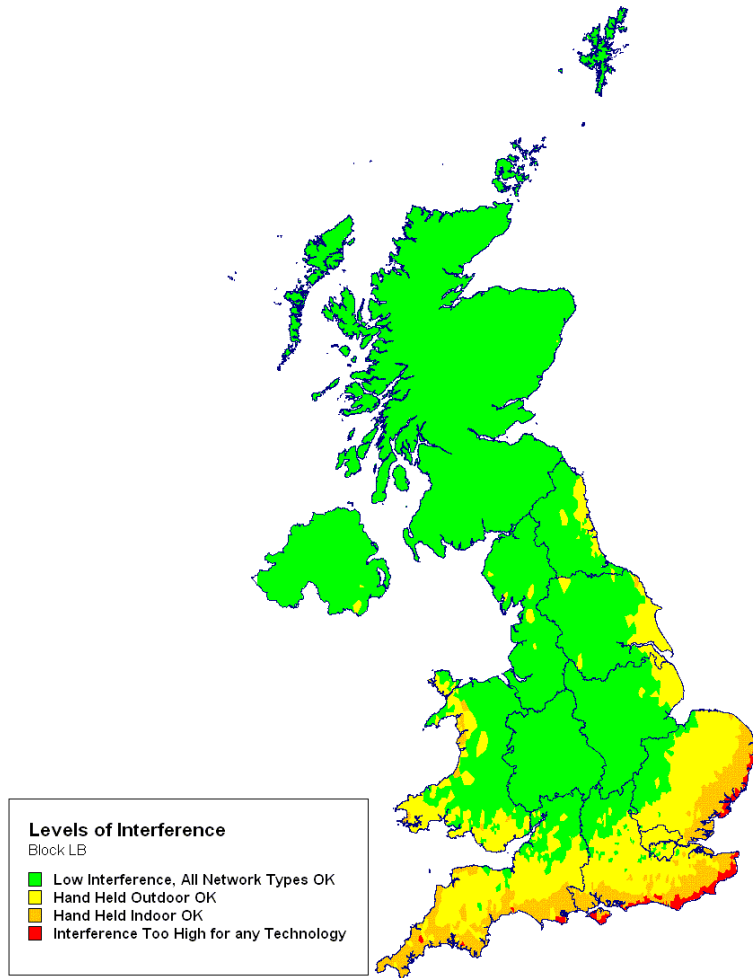 Levels of Interference
Block LB
Low Interference, All Network Types OK
Hand Held Outdoor OK
Hand Held Indoor OK
Interference Too High for any Technology